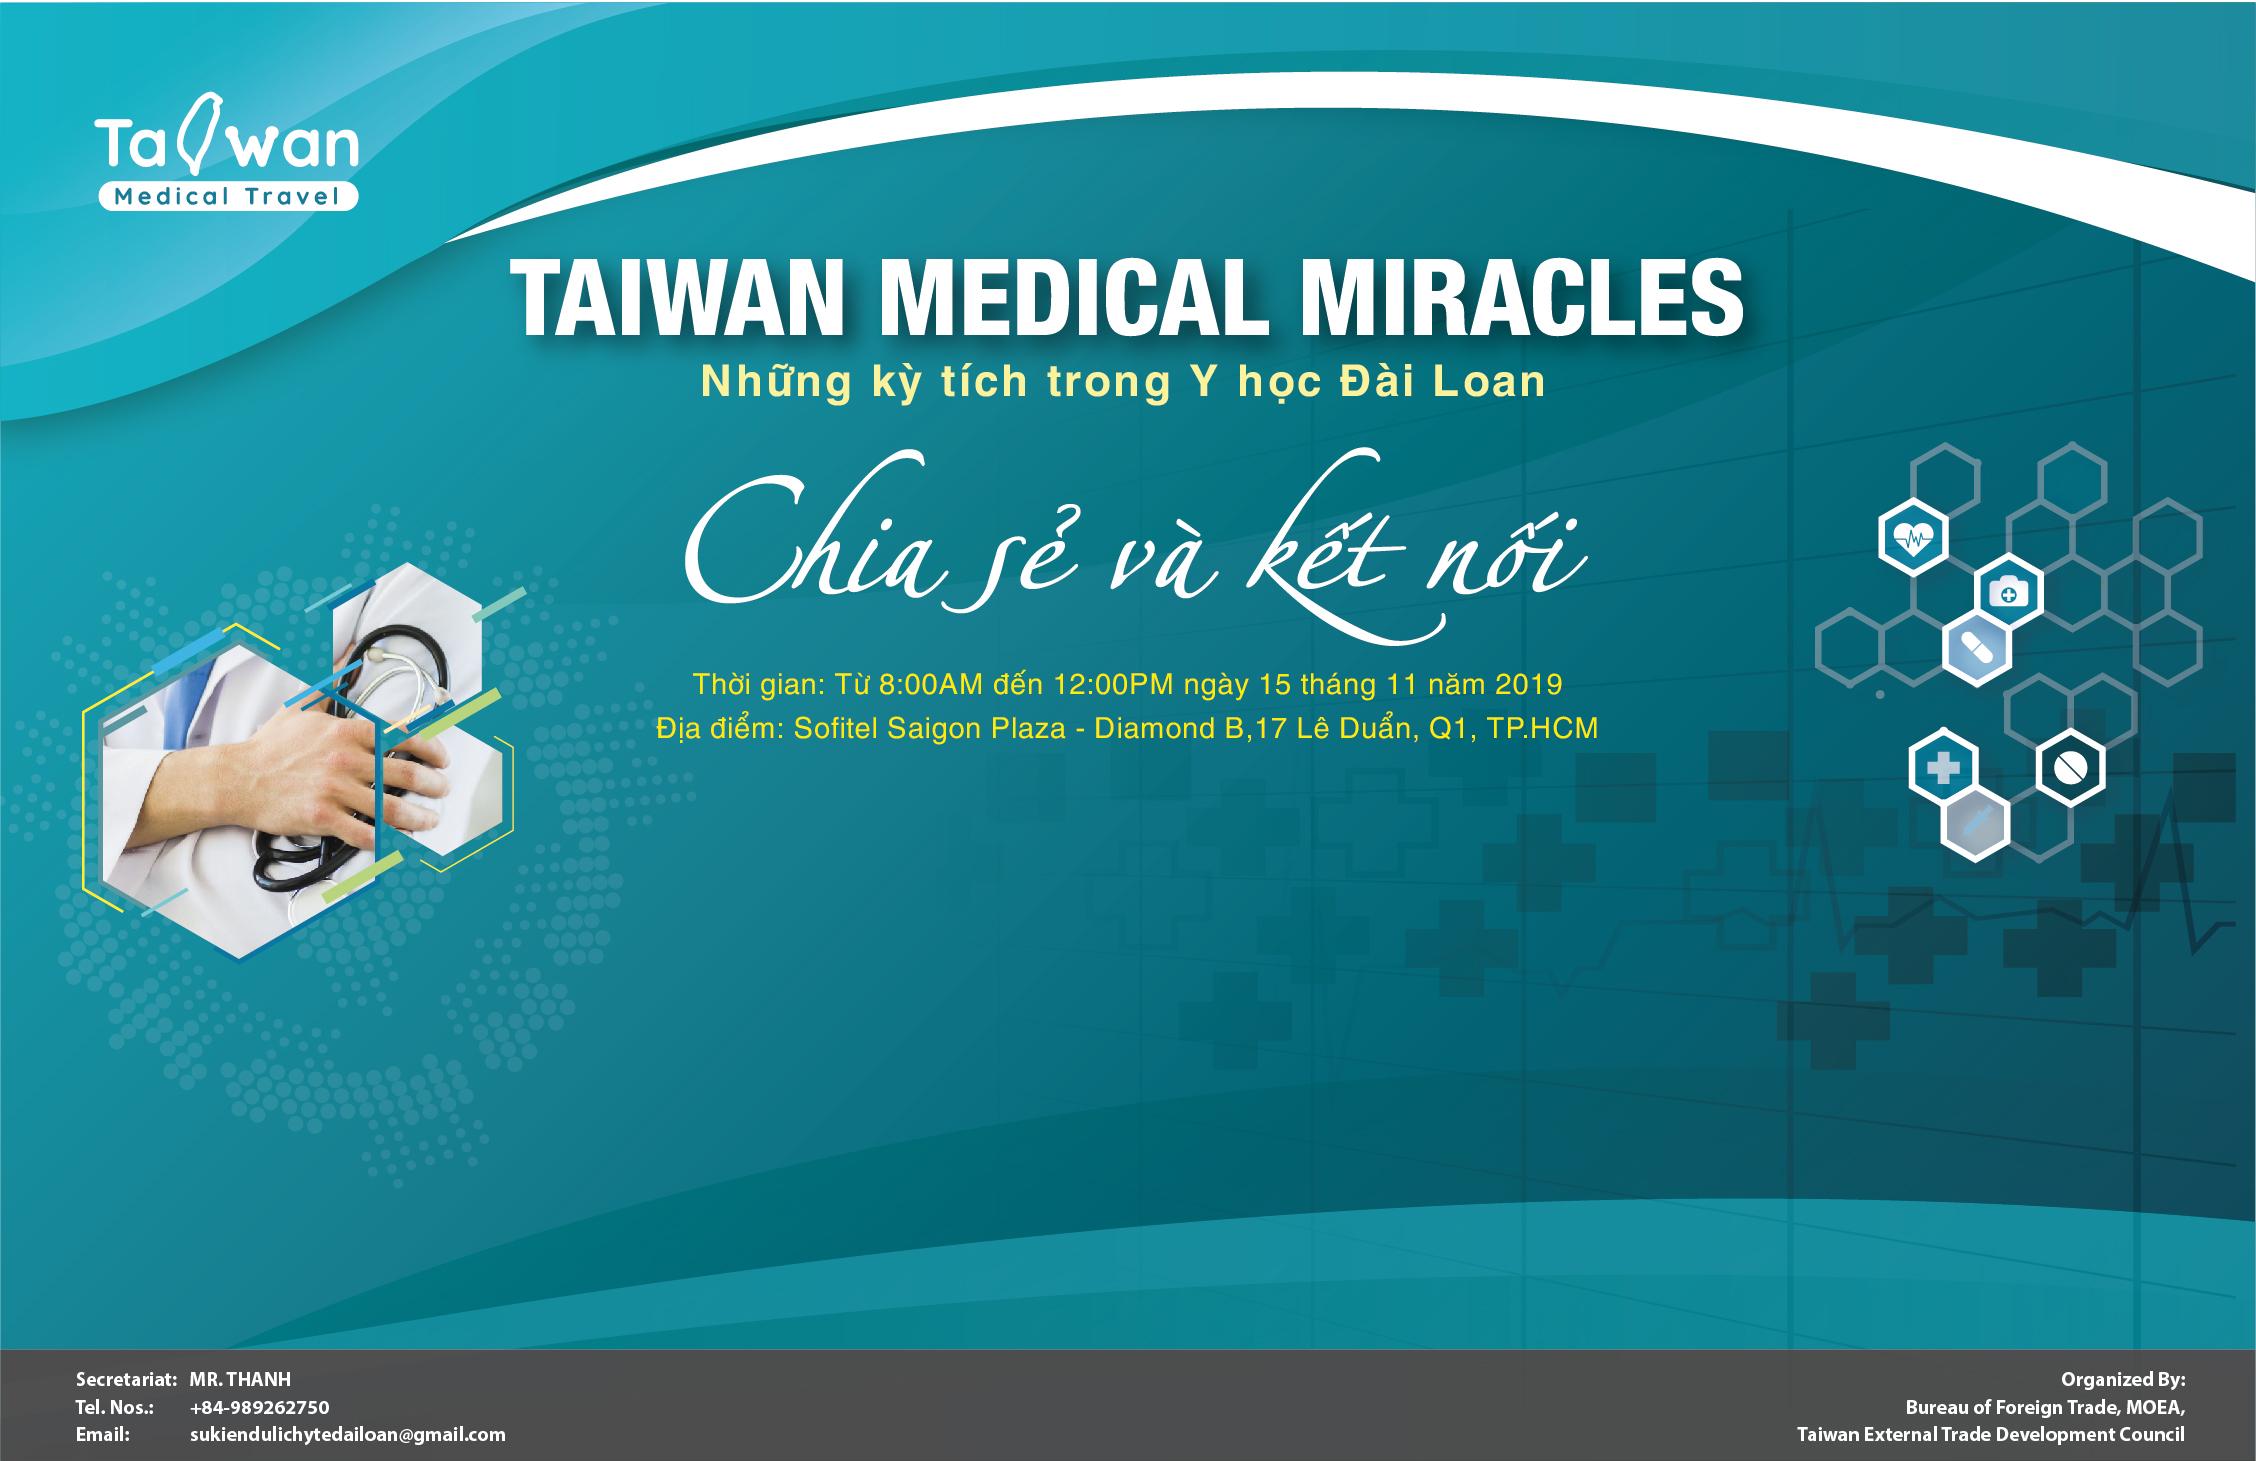 Taiwan
Medical Travel
TAIWAN MEDICAL MIRACLES
Những kỳ tích trong Y học Đài Loan
Chia sẻ và kết nối
Thời gian: Từ 8:00AM đến 12:00PM ngày 15 tháng 11 năm 2019
Địa điểm: Sofitel Saigon Plaza - Diamond B,17 Lê Duẩn, Q1, TP.HCM
Secretariat: MR. THANH
Tel. Nos.: +84-989262750
Email: sukiendulichytedailoan@gmail.com
Organized By:
Bureau of Foreign Trade, MOEA,
Taiwan External Trade Development Council